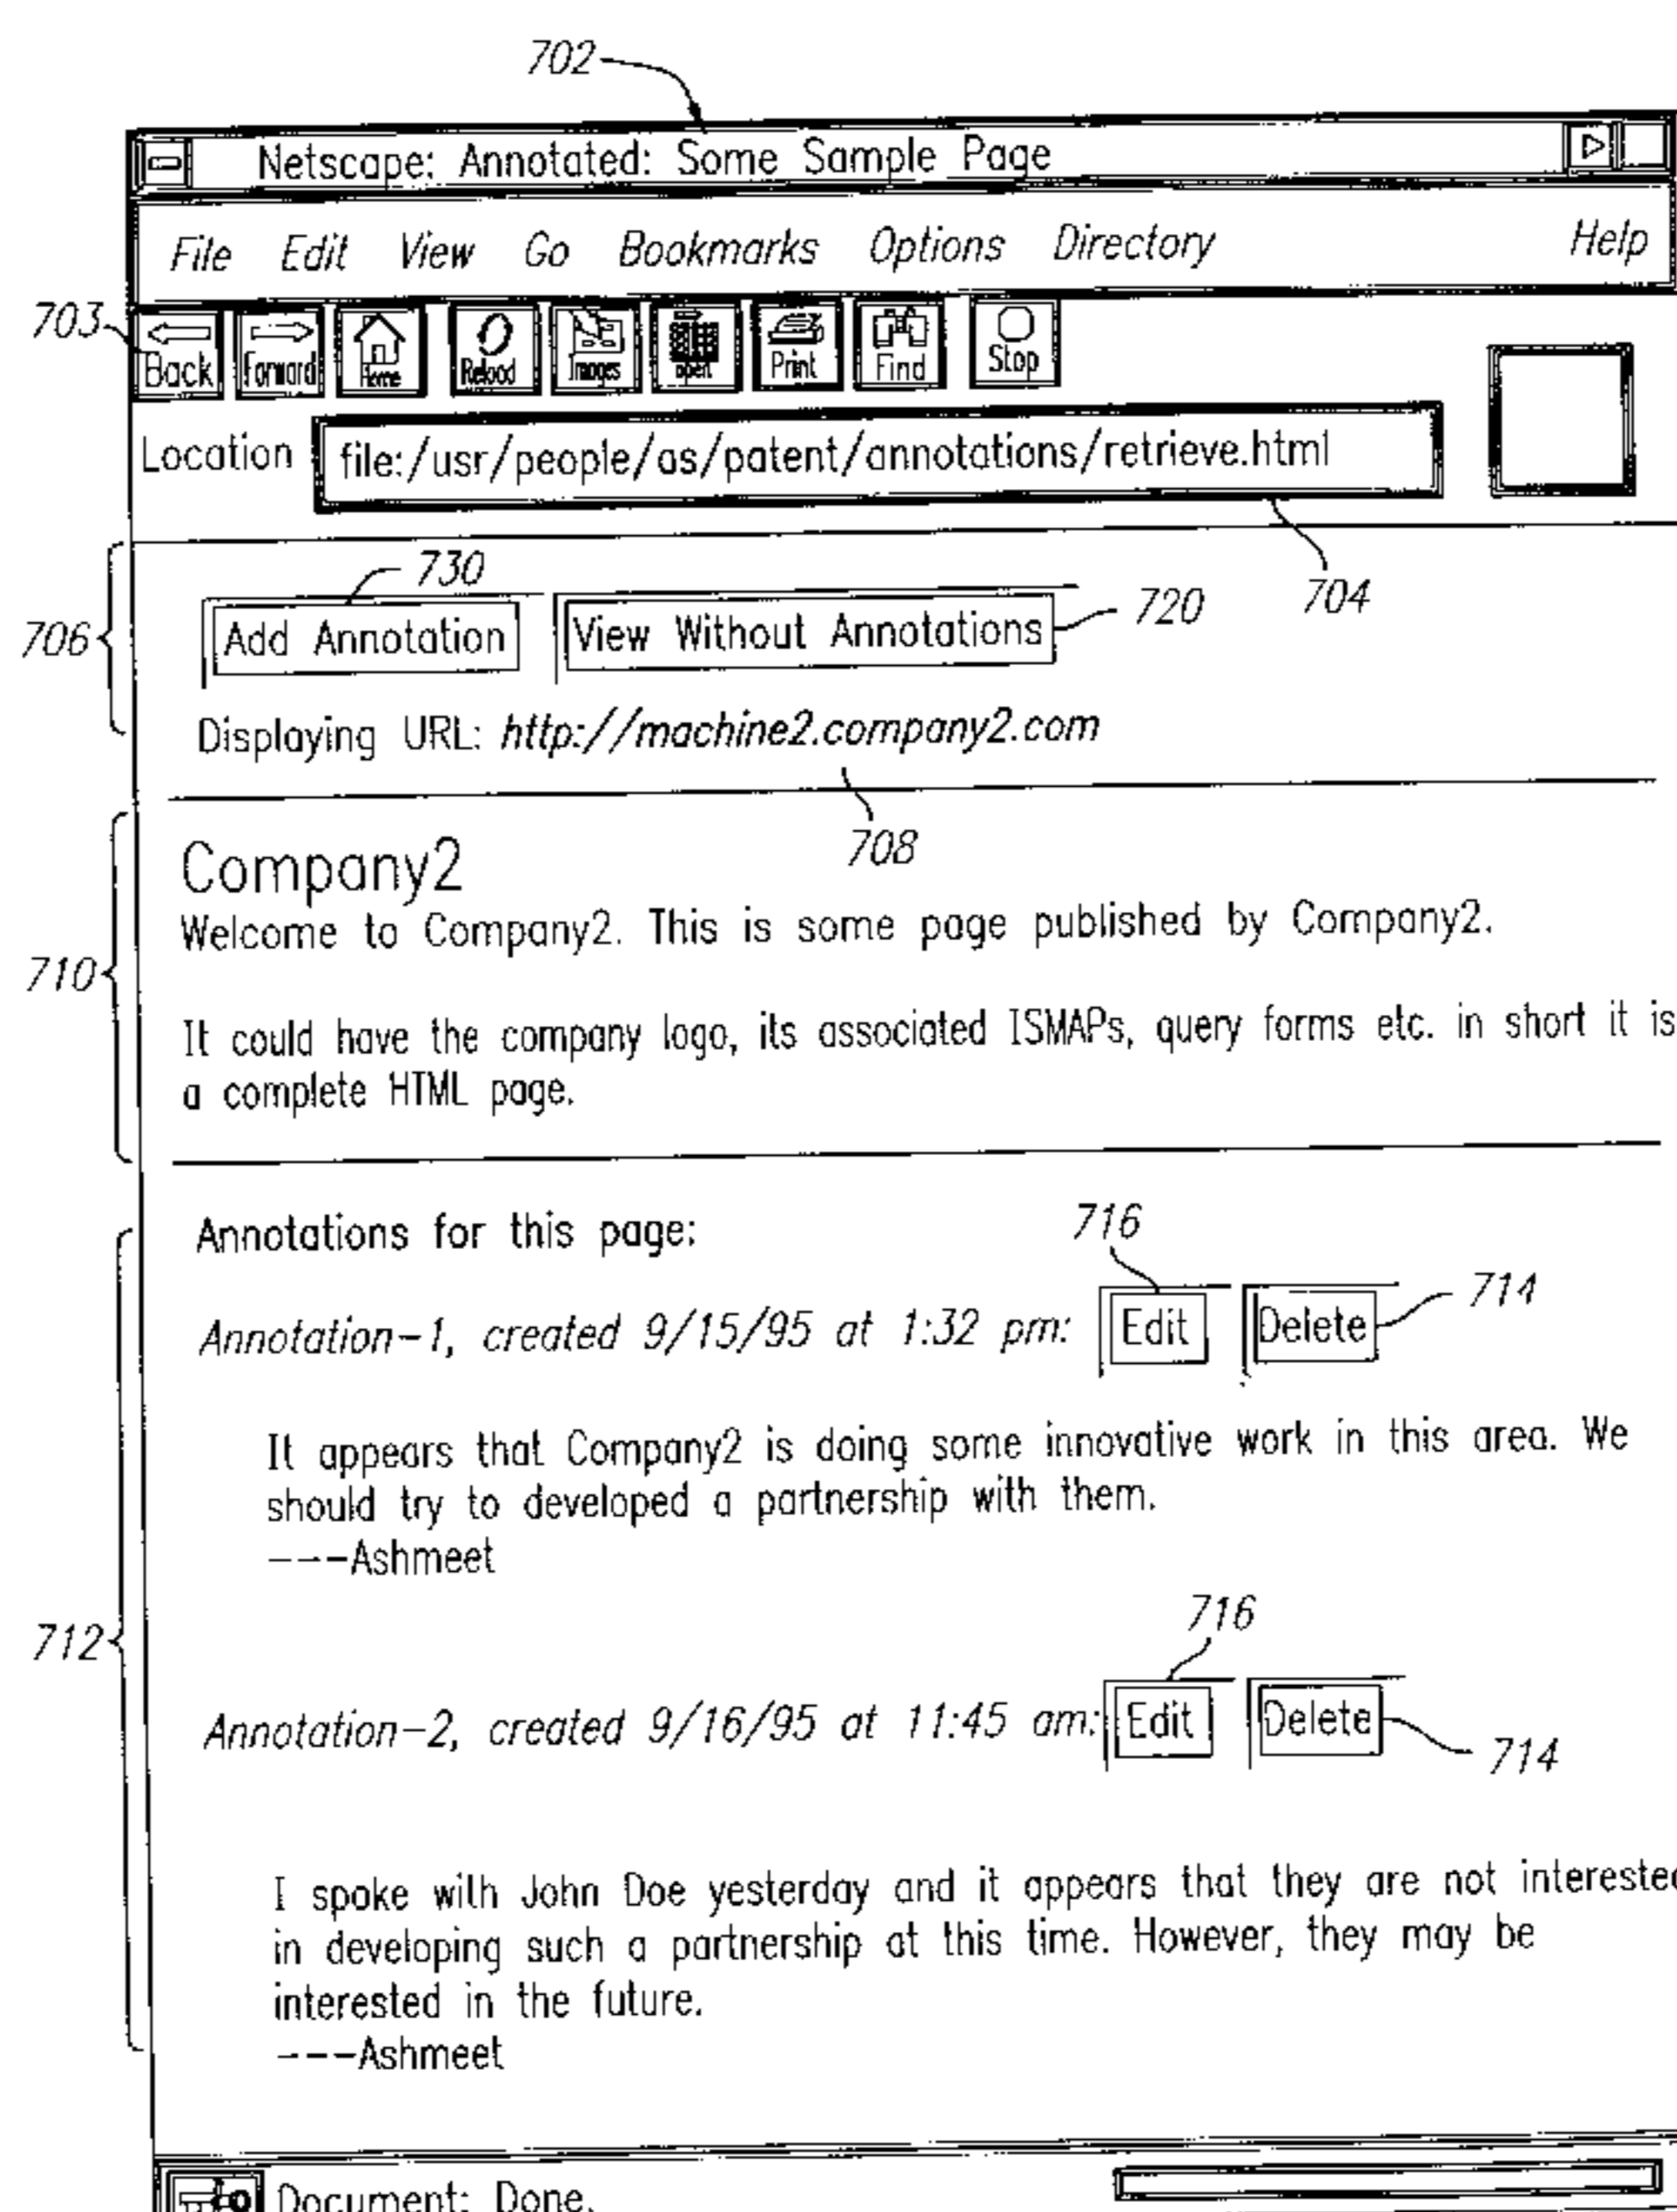 702
Netscape: Annotated: Some Sample Page
File Edit View Go Bookmarks Options Directory Help
703
Back Forward Home Reload Images open Print Find Stop
Location file:/usr/people/as/patent/annotations/retrieve.html
704
706
730
Add Annotation View Without Annotations 720
Displaying URL: http://machine2.company2.com
708
710
Company2
Welcome to Company2. This is some page published by Company2.
It could have the company logo, its associated ISMAPs, query forms etc. in short it is
a complete HTML page.
712
Annotations for this page:
716
Annotation-1, created 9/15/95 at 1:32 pm: Edit Delete 714
It appears that Company2 is doing some innovative work in this area. We
should try to developed a partnership with them.
---Ashmeet
716
Annotation-2, created 9/16/95 at 11:45 am: Edit Delete 714
I spoke with John Doe yesterday and it appears that they are not interested
in developing such a partnership at this time. However, they may be
interested in the future.
---Ashmeet
Document: Done.